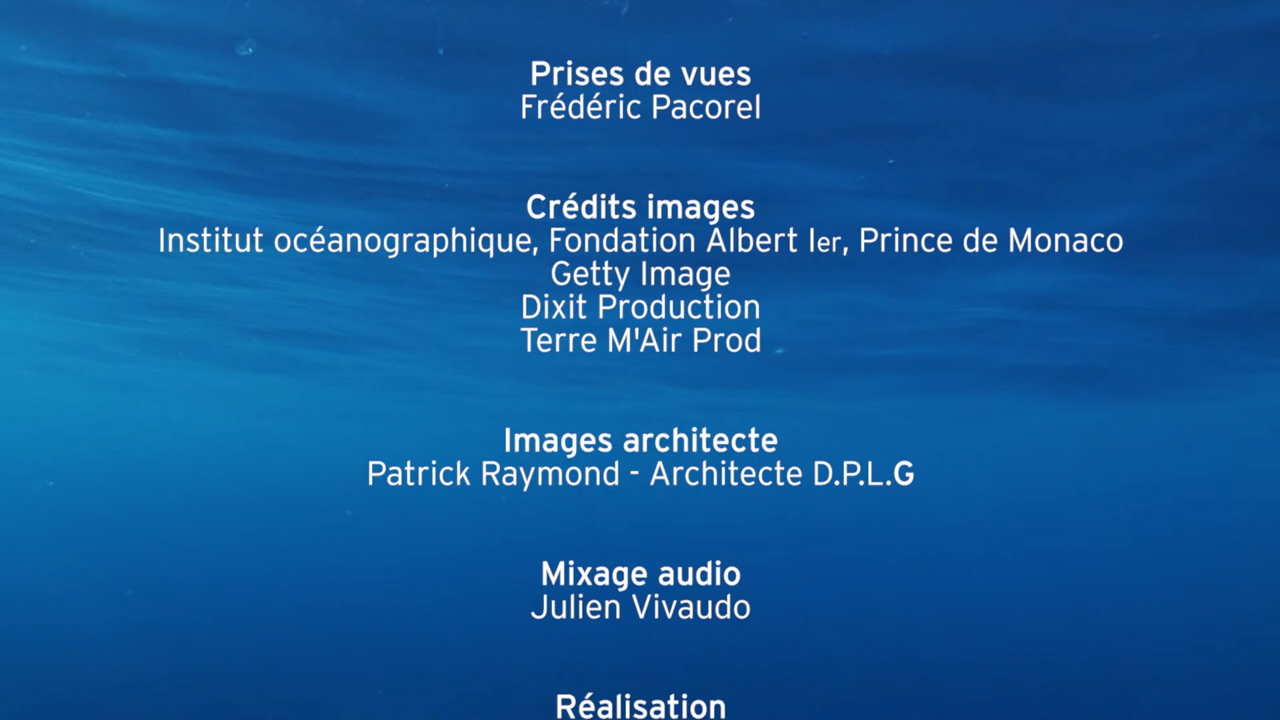 Prises de vues
Frédéric Pacorel
Crédits images
Institut océanographique, Fondation Albert Ier, Prince de Monaco
Getty Image
Dixit Production
Terre M'Air Prod
Images architecte
Patrick Raymond - Architecte D.P.L.G
Mixage audio
Julien Vivaudo
Réalisation